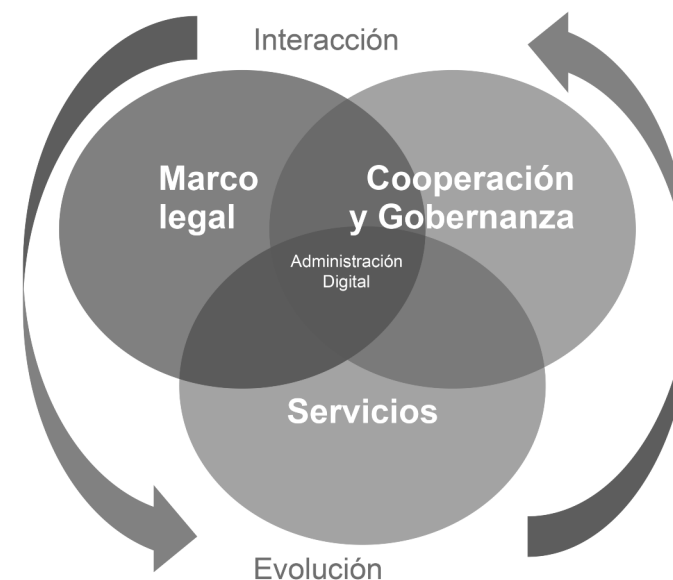 Interacción
Marco
legal
Cooperación
y Gobernanza
Administración
Digital
Servicios
Evolución